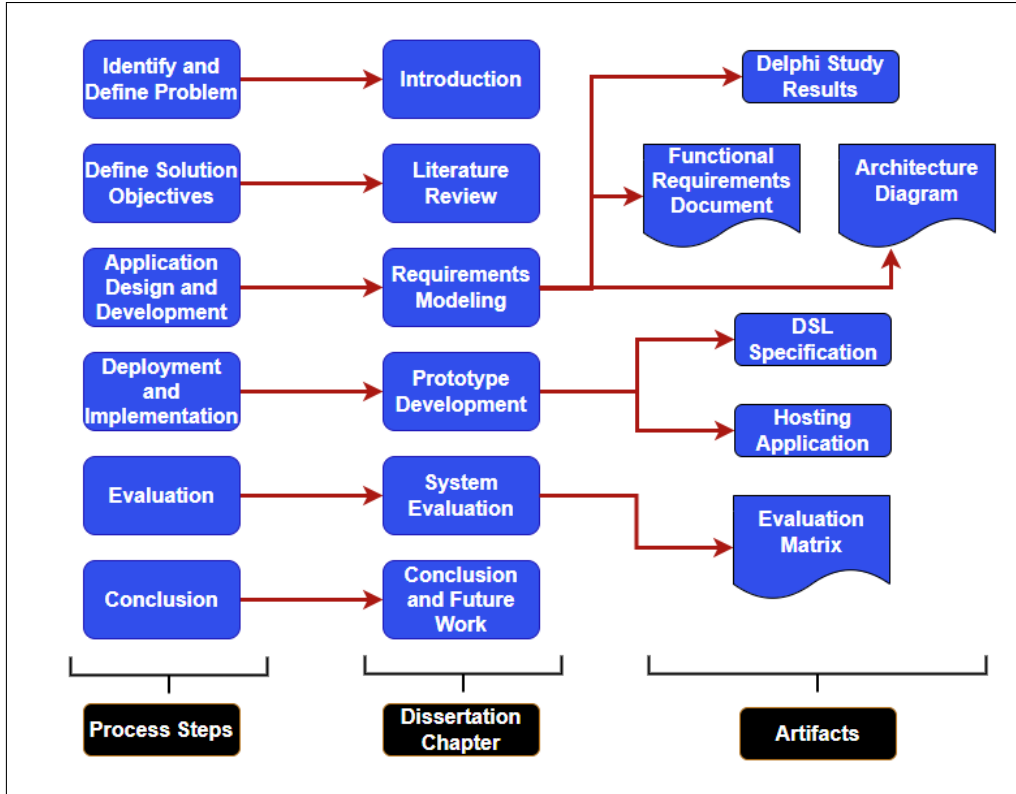 Identify and
Define Problem
Introduction
Delphi Study
Results
Define Solution
Objectives
Literature
Review
Functional
Requirements
Document
Architecture
Diagram
Application
Design and
Development
Requirements
Modeling
DSL
Specification
Deployment
and
Implementation
Prototype
Development
Hosting
Application
Evaluation
System
Evaluation
Evaluation
Matrix
Conclusion
Conclusion
and Future
Work
Process Steps
Dissertation
Chapter
Artifacts